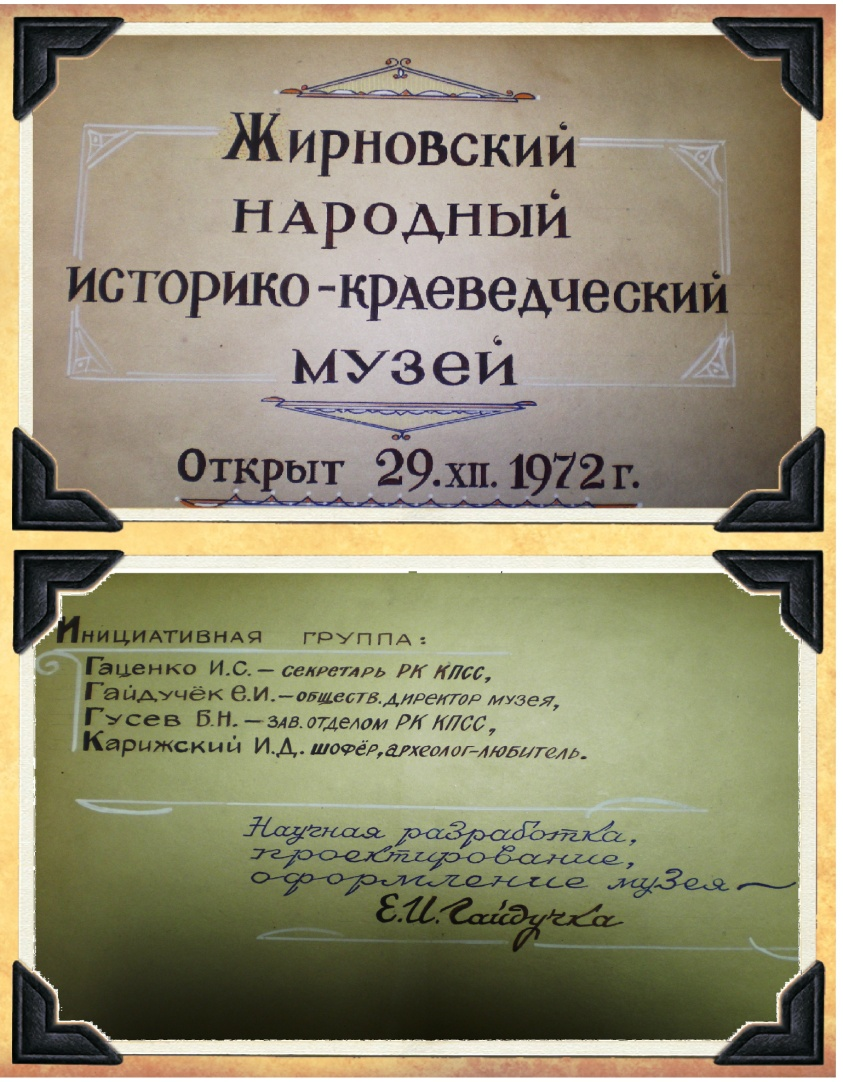 Жирновский
народный
историко-краеведческий
музей
Открыт 29.XII.1972 г.
Инициативная группа:
Гаценко И.С. – секретарь РК КПСС,
Гайдучёк Е.И. – обществ. директор музея,
Гусев Б.Н. – зав. отделом РК КПСС,
Карижский И.Д. шофёр, археолог-любитель.
Научная разработка,
проектирование,
оформление музея —
Е.И. Гайдучка